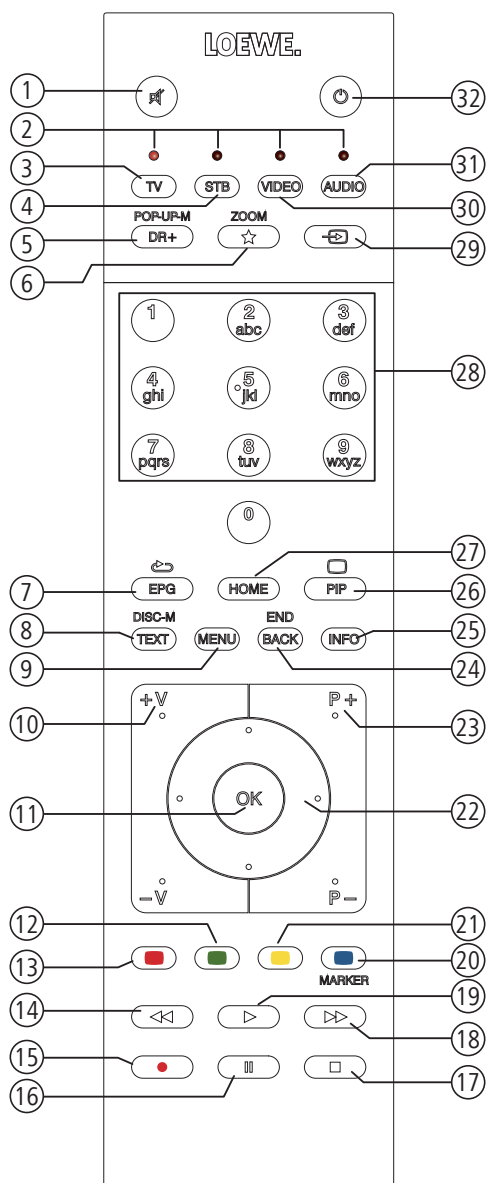 LOEWE.
1
32
2
3
TV
STB
VIDEO
AUDIO
31
4
30
POP-UP-M
ZOOM
5
DR+
29
6
1
2
abc
3
def
4
ghi
5
jkl
6
mno
28
7
pqrs
8
tuv
9
wxyz
0
27
7
EPG
HOME
PIP
26
DISC-M
END
8
TEXT
MENU
BACK
INFO
25
9
24
+V
P+
10
23
11
OK
22
–V
P–
12
21
13
20
MARKER
19
14
18
15
16
17